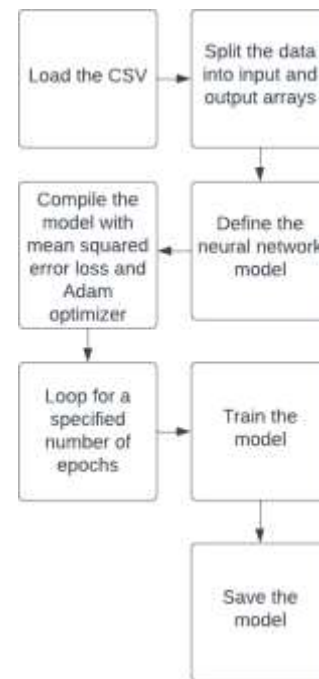 Load the CSV
Split the data
into input and
output arrays
Define the
neural network
model
Compile the
model with
mean squared
error loss and
Adam
optimizer
Loop for a
specified
number of
epochs
Train the
model
Save the
model